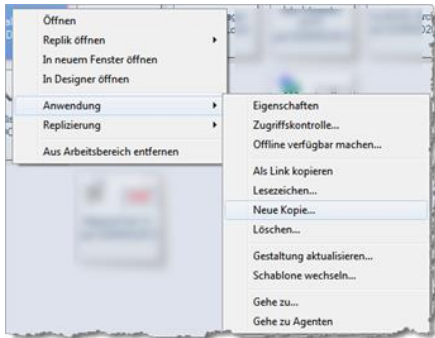 Öffnen
Replik öffnen
In neuem Fenster öffnen
In Designer öffnen
Anwendung
Replizierung
Aus Arbeitsbereich entfernen
Eigenschaften
Zugriffskontrolle...
Offline verfügbar machen...
Als Link kopieren
Lesezeichen...
Neue Kopie...
Löschen...
Gestaltung aktualisieren...
Schablone wechseln...
Gehe zu...
Gehe zu Agenten